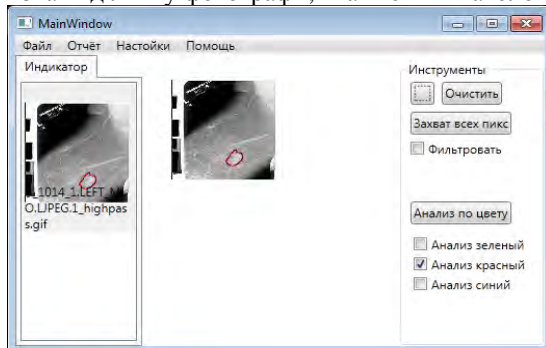 MainWindow
Файл Отчёт Настойки Помощь
Индикатор
_1014_1.LEFT_M
O.LJPEG.1_highpas
s.gif
Инструменты
Очистить
Захват всех пикс
Фильтровать
Анализ по цвету
Анализ зеленый
Анализ красный
Анализ синий